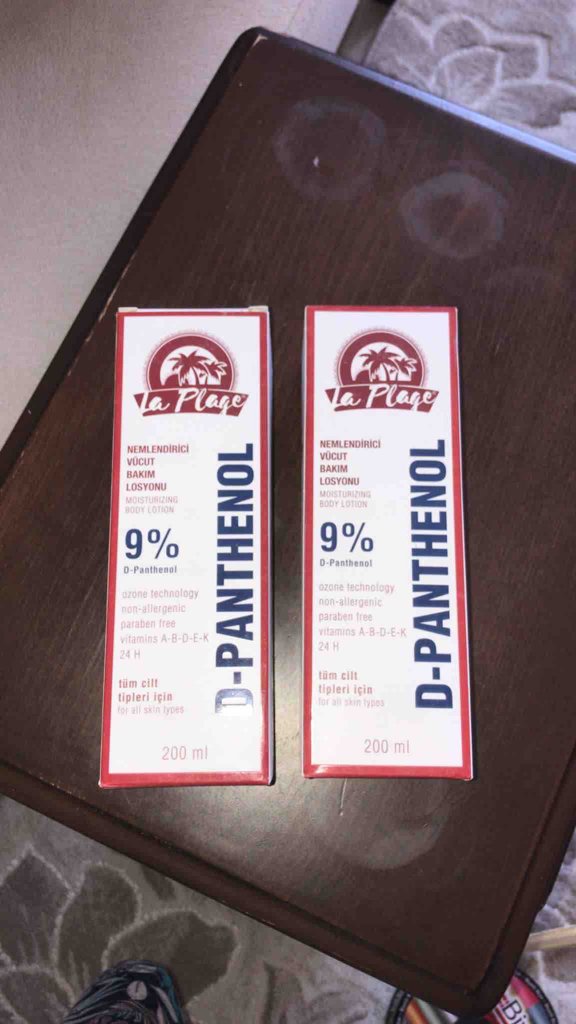 La Plage
NEMLENDİRİCİ
VÜCUT
BAKIM
LOSYONU
MOISTURIZING
BODY LOTION
9%
D-Panthenol
ozone technology
non-allergenic
paraben free
vitamins A-B-D-E-K
24 H
tüm cilt
tipleri için
for all skin types
D-PANTHENOL
200 ml
La Plage
NEMLENDİRİCİ
VÜCUT
BAKIM
LOSYONU
MOISTURIZING
BODY LOTION
9%
D-Panthenol
ozone technology
non-allergenic
paraben free
vitamins A-B-D-E-K
24 H
tüm cilt
tipleri için
for all skin types
D-PANTHENOL
200 ml